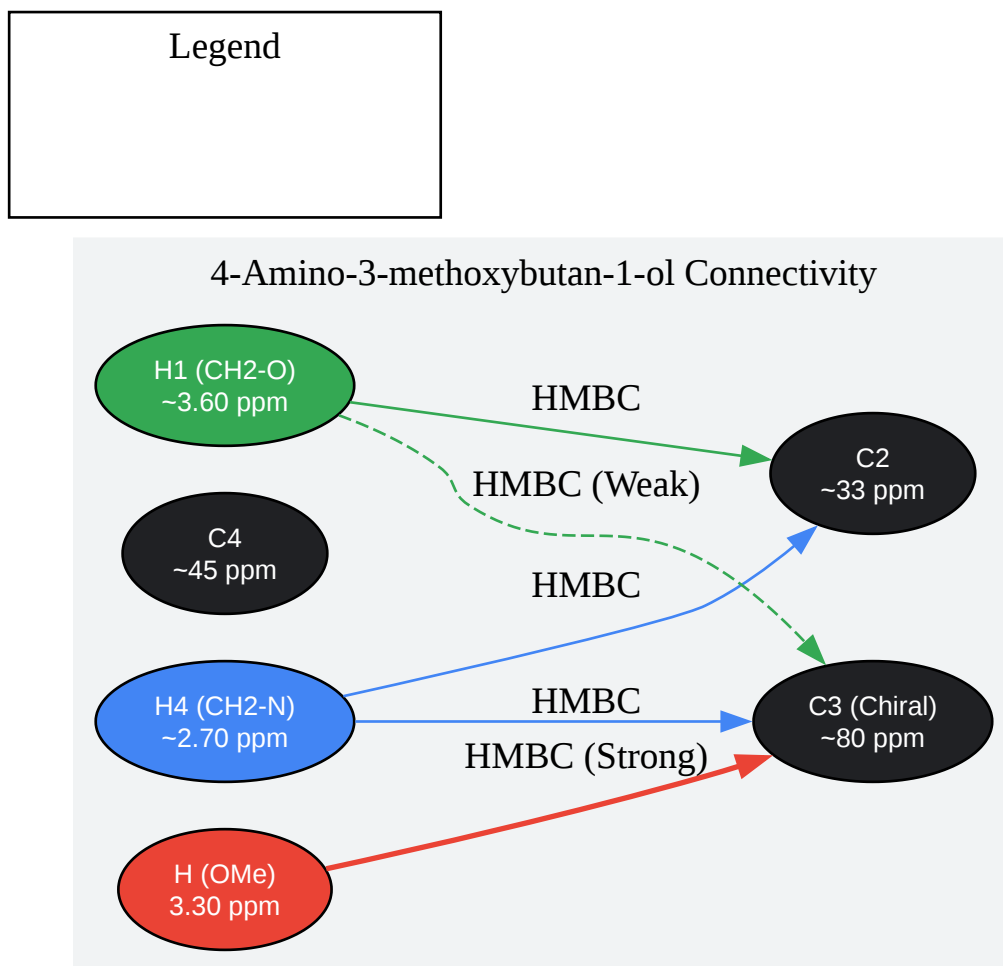 Legend
4-Amino-3-methoxybutan-1-ol Connectivity
H1 (CH2-O)
~3.60 ppm
HMBC
C2
~33 ppm
HMBC (Weak)
C4
~45 ppm
HMBC
H4 (CH2-N)
~2.70 ppm
HMBC
C3 (Chiral)
~80 ppm
HMBC (Strong)
H (OMe)
3.30 ppm